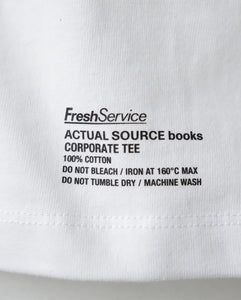 FreshService
ACTUAL SOURCE books
CORPORATE TEE
100% COTTON
DO NOT BLEACH / IRON AT 160°C MAX
DO NOT TUMBLE DRY / MACHINE WASH